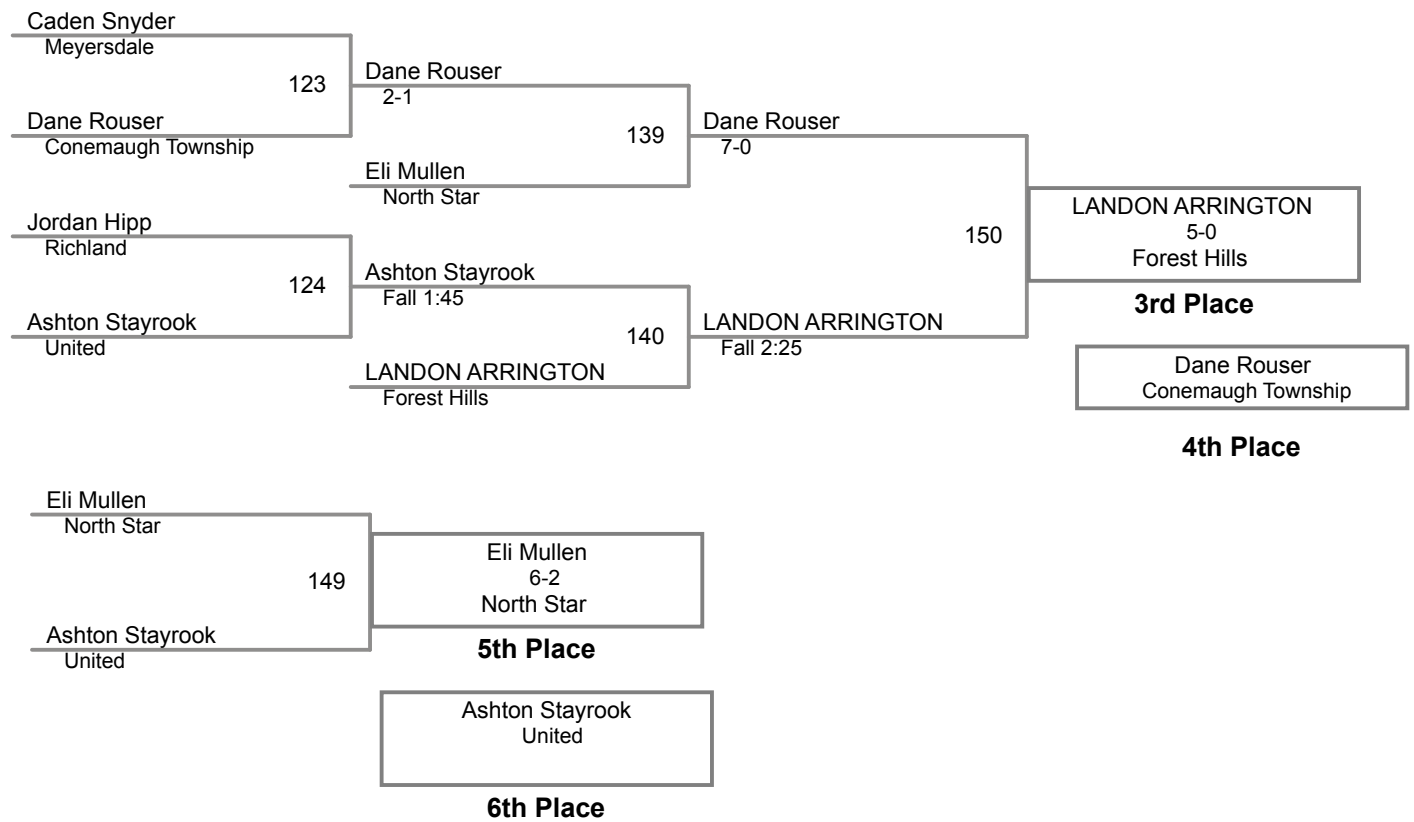 Caden Snyder
Meyersdale
123
Dane Rouser
Conemaugh Township
Dane Rouser
2-1
139
Eli Mullen
North Star
Dane Rouser
7-0
Jordan Hipp
Richland
124
Ashton Stayrook
United
Ashton Stayrook
Fall 1:45
140
LANDON ARRINGTON
Forest Hills
LANDON ARRINGTON
Fall 2:25
150
LANDON ARRINGTON
5-0
Forest Hills
3rd Place
Dane Rouser
Conemaugh Township
4th Place
Eli Mullen
North Star
149
Ashton Stayrook
United
Eli Mullen
6-2
North Star
5th Place
Ashton Stayrook
United
6th Place